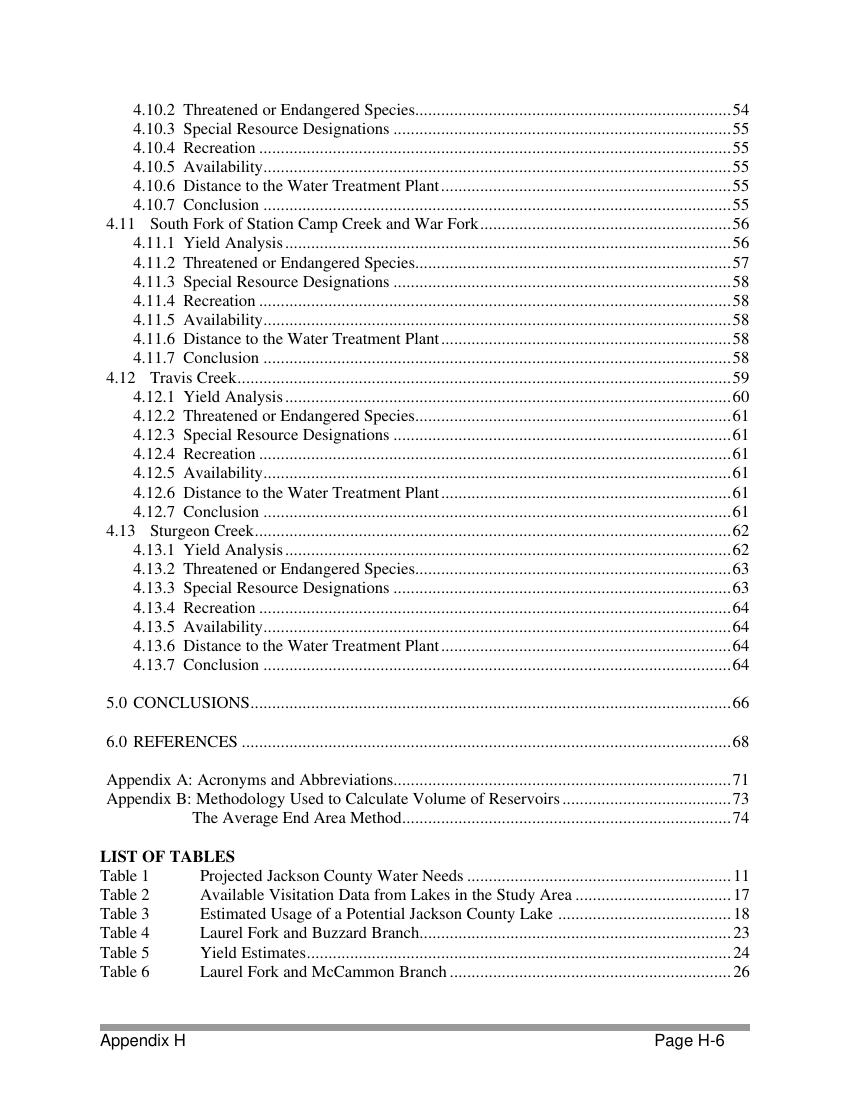 4.10.2 Threatened or Endangered Species..........................................................................54
4.10.3 Special Resource Designations ...............................................................................55
4.10.4 Recreation ..............................................................................................................55
4.10.5 Availability.............................................................................................................55
4.10.6 Distance to the Water Treatment Plant....................................................................55
4.10.7 Conclusion .............................................................................................................55
4.11 South Fork of Station Camp Creek and War Fork..........................................................56
4.11.1 Yield Analysis........................................................................................................56
4.11.2 Threatened or Endangered Species..........................................................................57
4.11.3 Special Resource Designations ...............................................................................58
4.11.4 Recreation ..............................................................................................................58
4.11.5 Availability.............................................................................................................58
4.11.6 Distance to the Water Treatment Plant....................................................................58
4.11.7 Conclusion .............................................................................................................58
4.12 Travis Creek...................................................................................................................59
4.12.1 Yield Analysis........................................................................................................60
4.12.2 Threatened or Endangered Species..........................................................................61
4.12.3 Special Resource Designations ...............................................................................61
4.12.4 Recreation ..............................................................................................................61
4.12.5 Availability.............................................................................................................61
4.12.6 Distance to the Water Treatment Plant....................................................................61
4.12.7 Conclusion .............................................................................................................61
4.13 Sturgeon Creek...............................................................................................................62
4.13.1 Yield Analysis........................................................................................................62
4.13.2 Threatened or Endangered Species..........................................................................63
4.13.3 Special Resource Designations ...............................................................................63
4.13.4 Recreation ..............................................................................................................64
4.13.5 Availability.............................................................................................................64
4.13.6 Distance to the Water Treatment Plant....................................................................64
4.13.7 Conclusion .............................................................................................................64
5.0 CONCLUSIONS................................................................................................................66
6.0 REFERENCES ..................................................................................................................68
Appendix A: Acronyms and Abbreviations..............................................................................71
Appendix B: Methodology Used to Calculate Volume of Reservoirs.......................................73
The Average End Area Method............................................................................74
LIST OF TABLES
Table 1 Projected Jackson County Water Needs ..............................................................11
Table 2 Available Visitation Data from Lakes in the Study Area ....................................17
Table 3 Estimated Usage of a Potential Jackson County Lake ........................................18
Table 4 Laurel Fork and Buzzard Branch........................................................................23
Table 5 Yield Estimates..................................................................................................24
Table 6 Laurel Fork and McCammon Branch .................................................................26
Appendix H Page H-6